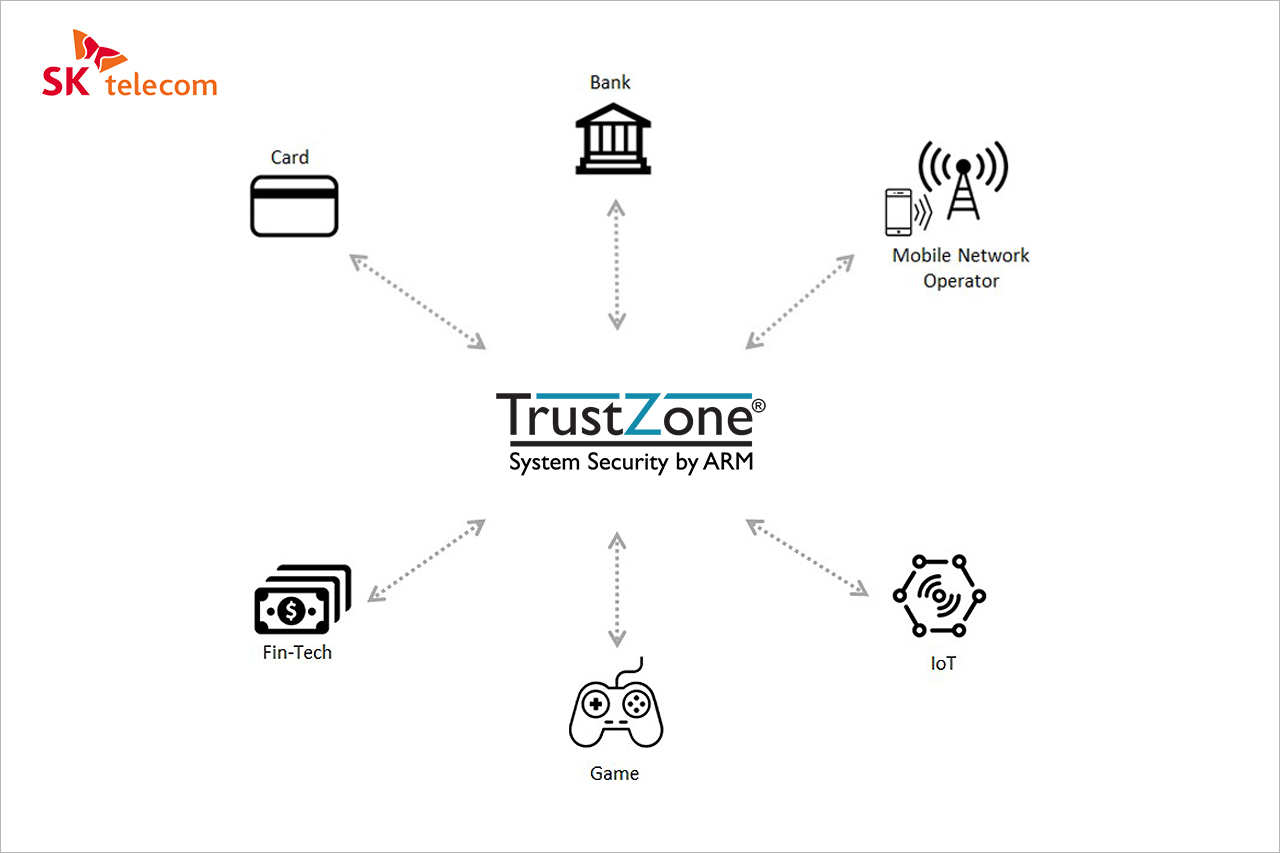 SK telecom
Bank
Card
Mobile Network
Operator
TrustZone®
System Security by ARM
$
Fin-Tech
IoT
Game